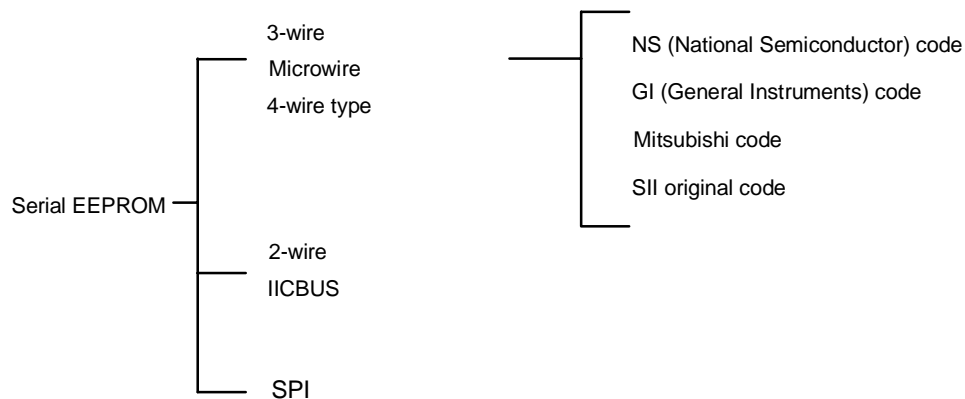 Serial EEPROM
3-wire
Microwire
4-wire type
NS (National Semiconductor) code
GI (General Instruments) code
Mitsubishi code
SII original code
2-wire
IICBUS
SPI